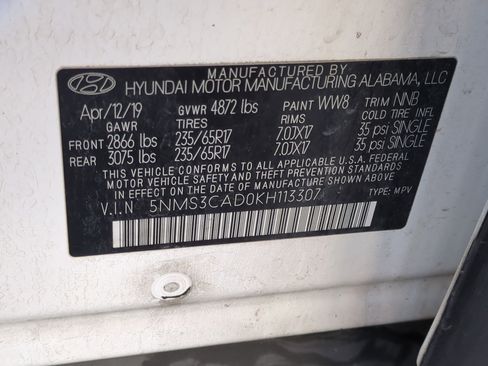 MANUFACTURED BY
HYUNDAI MOTOR MANUFACTURING ALABAMA, LLC
Apr/12/19 GVWR 4872 lbs PAINT WW8 TRIM NNB
GAWR TIRES RIMS COLD TIRE INFL
FRONT 2866 lbs 235/65R17 7.0JX17 35 psi SINGLE
REAR 3075 lbs 235/65R17 7.0JX17 35 psi SINGLE
THIS VEHICLE CONFORMS TO ALL APPLICABLE U.S.A. FEDERAL
MOTOR VEHICLE SAFETY AND THEFT PREVENTION STANDARDS
IN EFFECT ON THE DATE OF MANUFACTURE SHOWN ABOVE.
V.I.N 5NMS3CAD0KH113307 TYPE: MPV